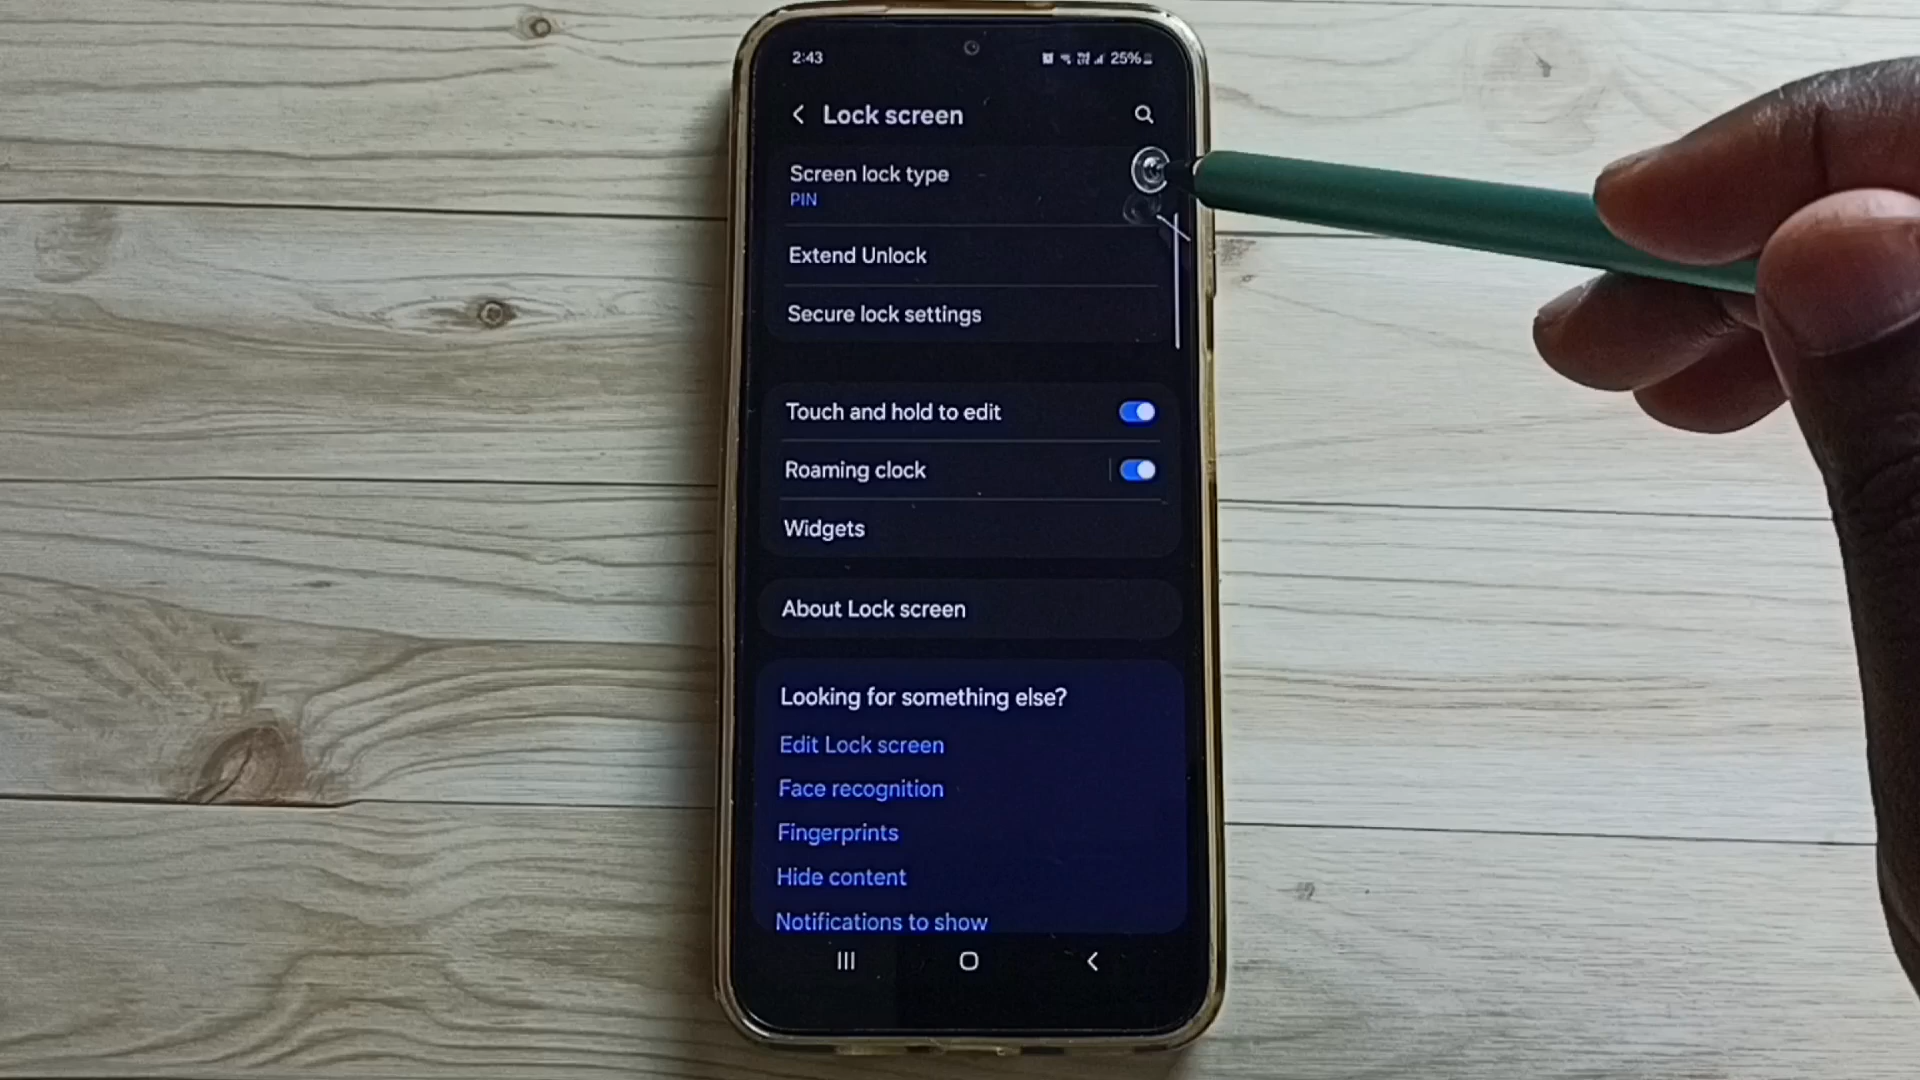 2:43
25%
Lock screen
Screen lock type
PIN
Extend Unlock
Secure lock settings
Touch and hold to edit
Roaming clock
Widgets
About Lock screen
Looking for something else?
Edit Lock screen
Face recognition
Fingerprints
Hide content
Notifications to show